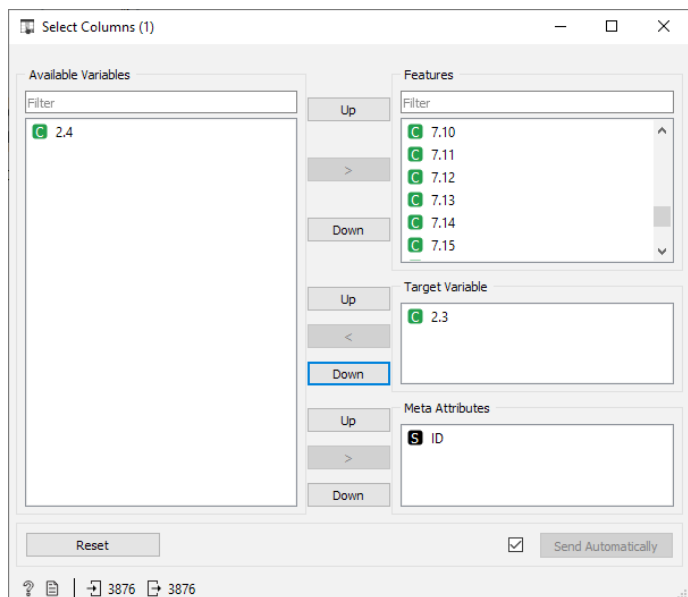 Select Columns (1)
Available Variables
Filter
C 2.4
Up
>
Down
Up
<
Down
Up
>
Down
Features
Filter
C 7.10
C 7.11
C 7.12
C 7.13
C 7.14
C 7.15
Target Variable
C 2.3
Meta Attributes
S ID
Reset
Send Automatically
? 3876 3876